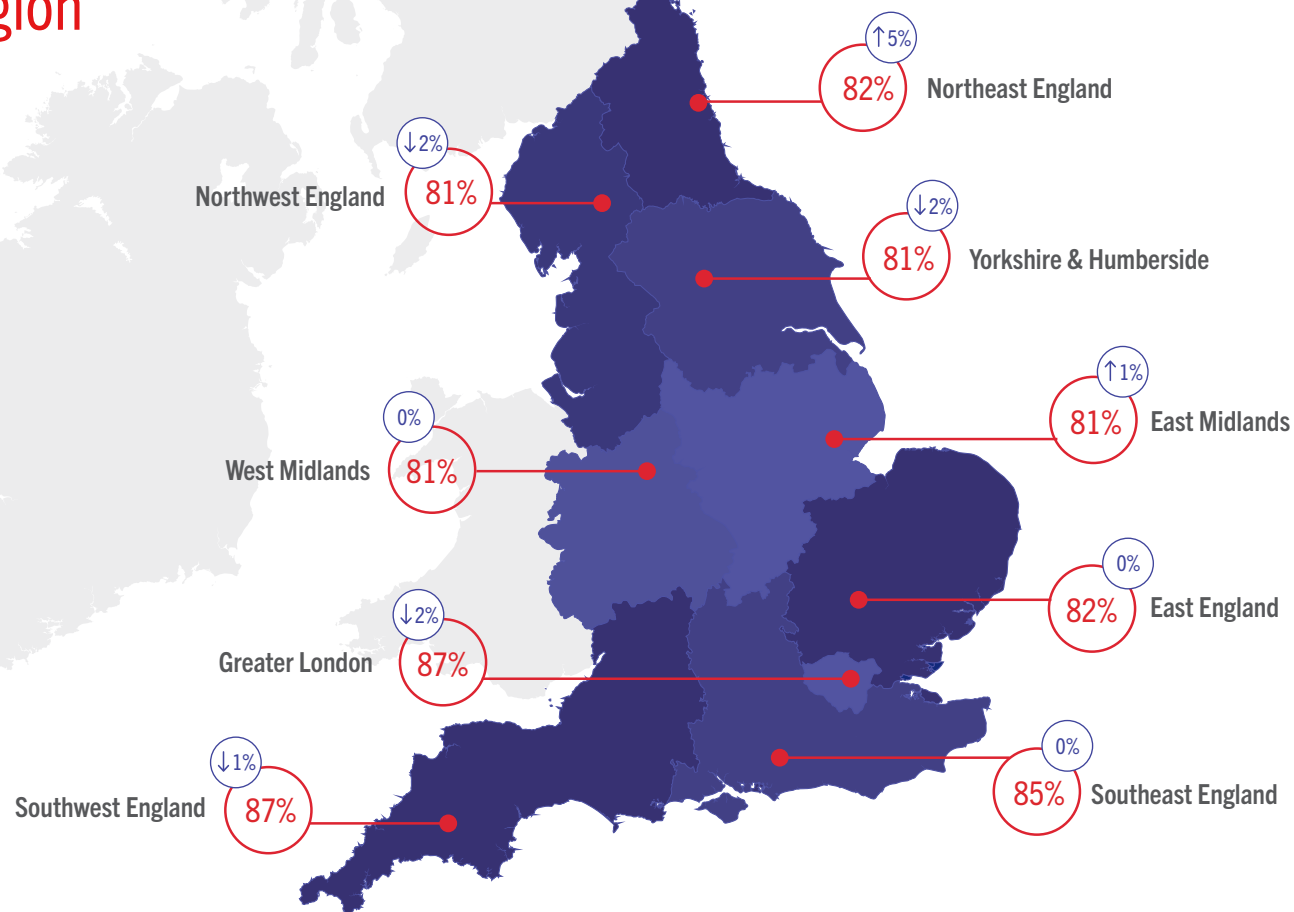 ↑5%
82%
Northeast England
↓2%
81%
Northwest England
↓2%
81%
Yorkshire & Humberside
↑1%
81%
East Midlands
0%
81%
West Midlands
0%
82%
East England
↓2%
87%
Greater London
0%
85%
Southeast England
↓1%
87%
Southwest England